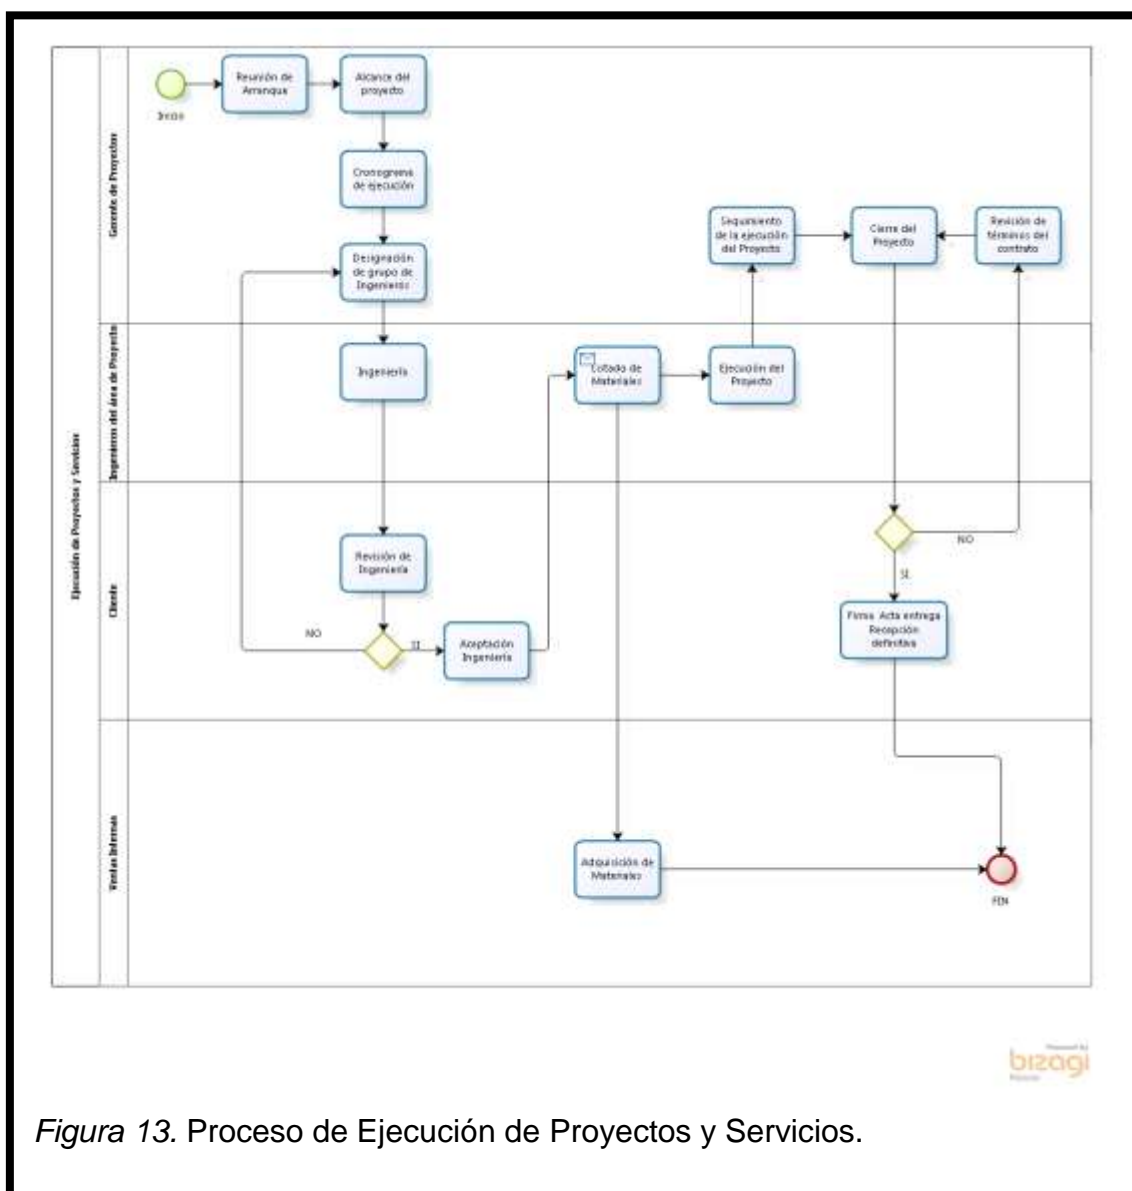 Ejecución de Proyectos y Servicios
Gerente de Proyectos
Inicio
Reunión de
Arranque
Alcance del
proyecto
Cronograma
de ejecución
Designación
de grupo de
Ingenieros
Seguimiento
de la ejecución
del Proyecto
Cierre del
Proyecto
Revisión de
términos del
contrato
Ingenieros del área de Proyecto
Ingeniería
Listado de
Materiales
Ejecución del
Proyecto
Cliente
Revisión de
Ingeniería
NO
SI
Aceptación
Ingeniería
NO
SI
Firma Acta entrega
Recepción
definitiva
Ventas Internas
Adquisición de
Materiales
FIN
Powered by
bizagi
Figura 13. Proceso de Ejecución de Proyectos y Servicios.